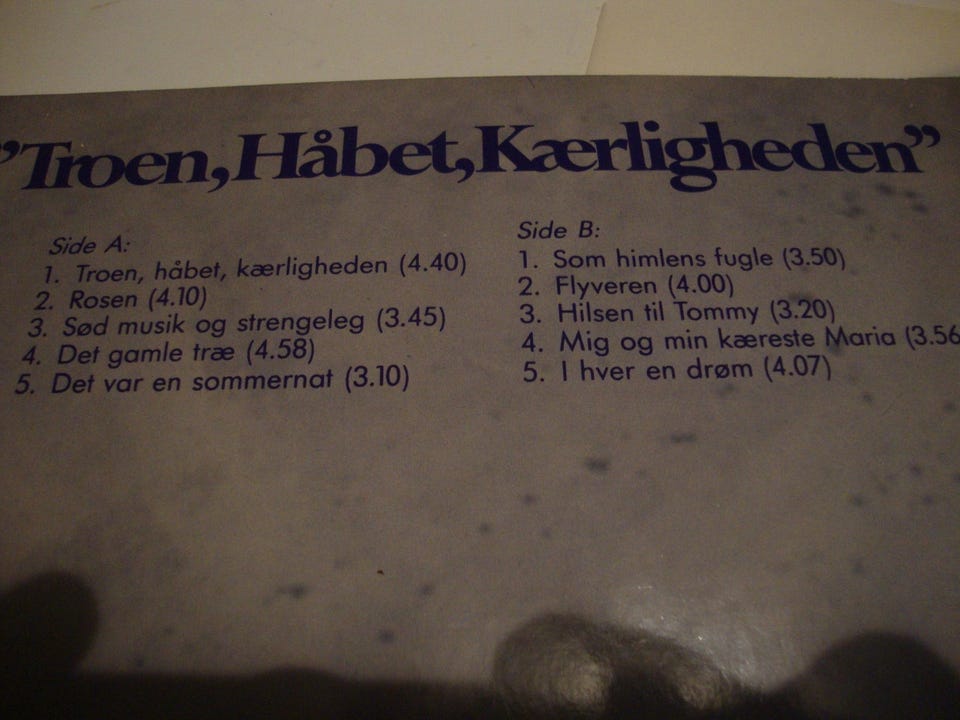 ”Troen, Håbet, Kærligheden”
Side A:
1. Troen, håbet, kærligheden (4.40)
2. Rosen (4.10)
3. Sød musik og strengeleg (3.45)
4. Det gamle træ (4.58)
5. Det var en sommernat (3.10)
Side B:
1. Som himlens fugle (3.50)
2. Flyveren (4.00)
3. Hilsen til Tommy (3.20)
4. Mig og min kæreste Maria (3.56
5. I hver en drøm (4.07)